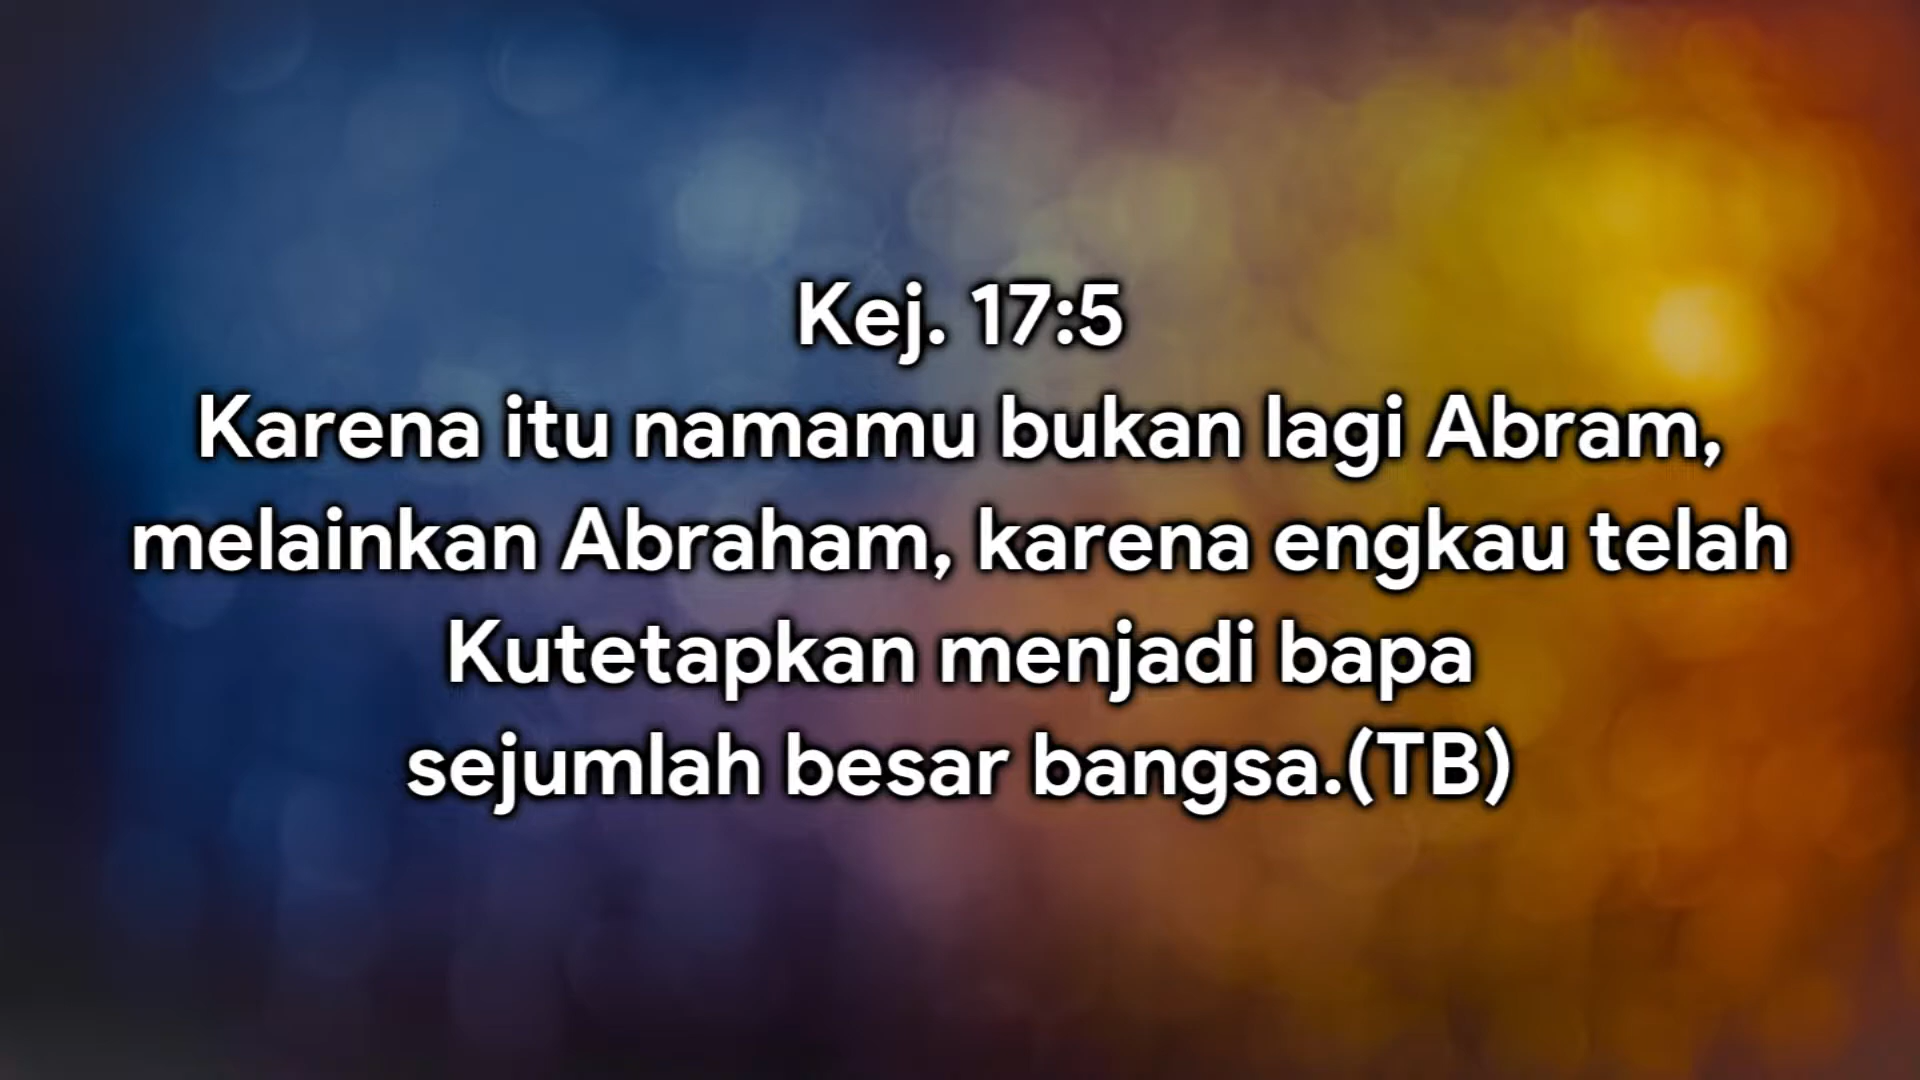 Kej. 17:5
Karena itu namamu bukan lagi Abram,
melainkan Abraham, karena engkau telah
Kutetapkan menjadi bapa
sejumlah besar bangsa.(TB)